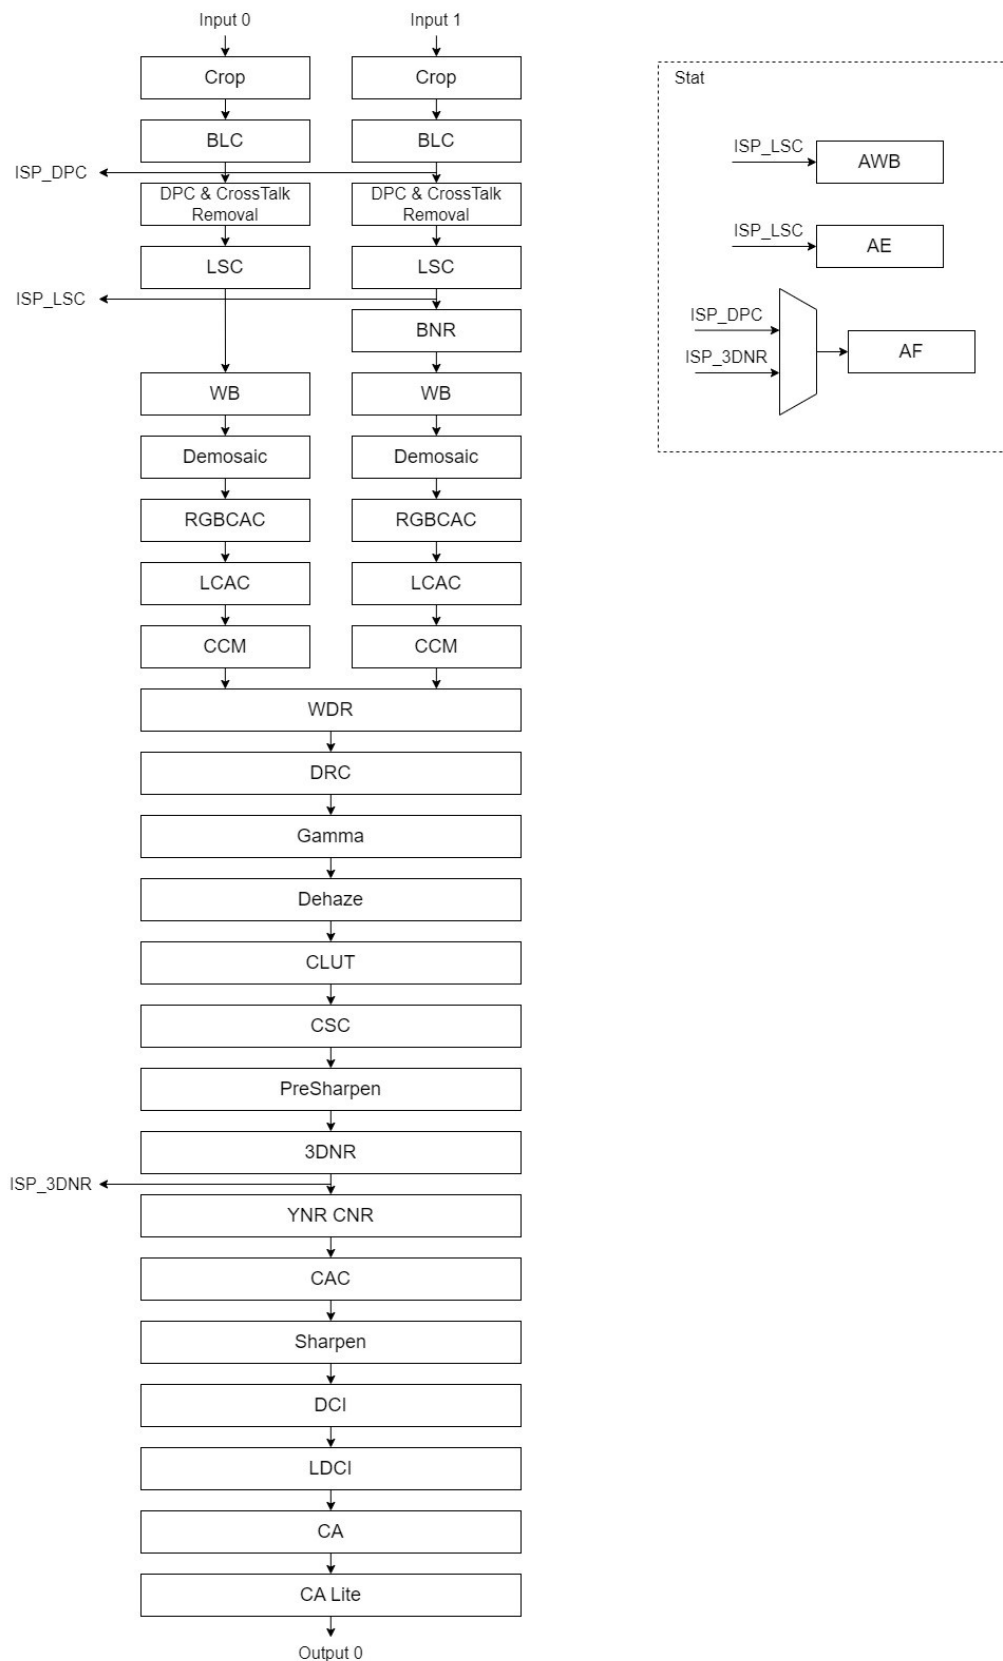 Input 0
Input 1
Crop
Crop
BLC
BLC
ISP_DPC
DPC & CrossTalk
Removal
DPC & CrossTalk
Removal
LSC
LSC
ISP_LSC
BNR
WB
WB
Demosaic
Demosaic
RGBCAC
RGBCAC
LCAC
LCAC
CCM
CCM
WDR
DRC
Gamma
Dehaze
CLUT
CSC
PreSharpen
3DNR
ISP_3DNR
YNR CNR
CAC
Sharpen
DCI
LDCI
CA
CA Lite
Output 0
Stat
ISP_LSC
AWB
ISP_LSC
AE
ISP_DPC
ISP_3DNR
AF